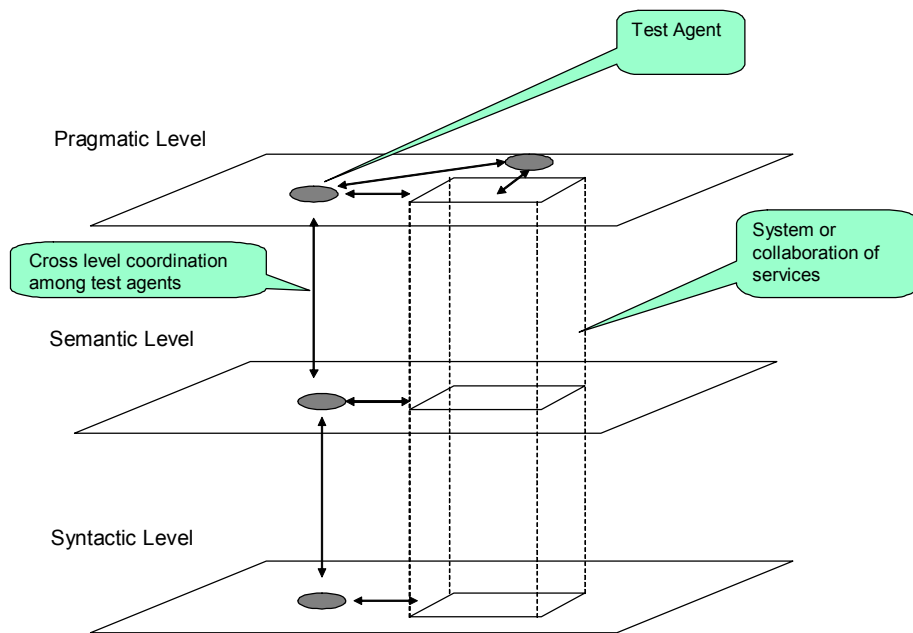 Test Agent
Pragmatic Level
System or
collaboration of
services
Cross level coordination
among test agents
Semantic Level
Syntactic Level